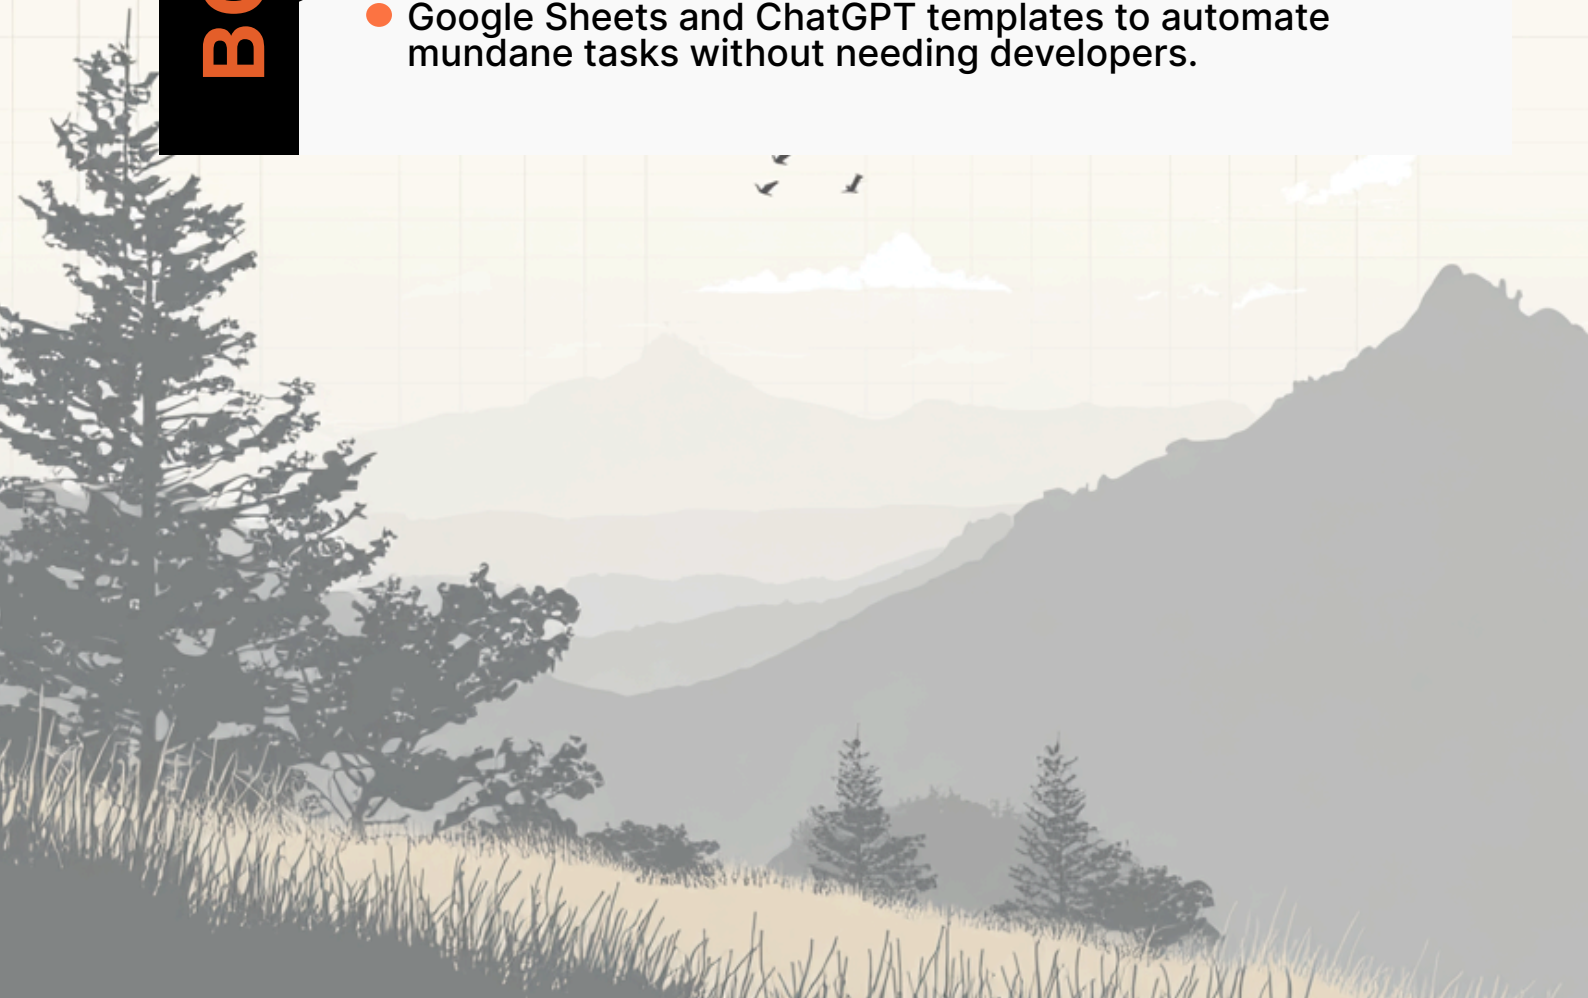 Google Sheets and ChatGPT templates to automate
mundane tasks without needing developers.